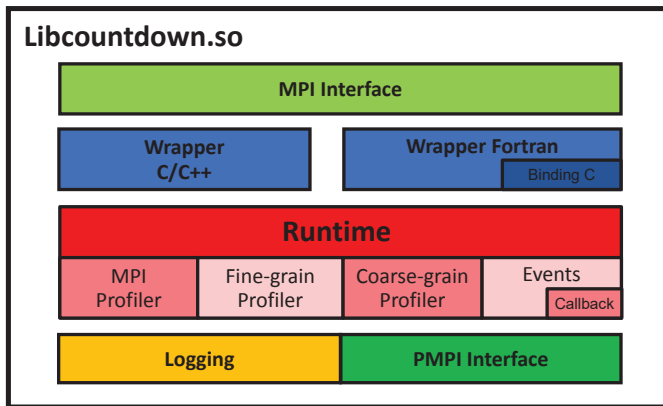 Libcountdown.so
MPI Interface
Wrapper
C/C++
Wrapper Fortran
Binding C
Runtime
MPI
Profiler
Fine-grain
Profiler
Coarse-grain
Profiler
Events
Callback
Logging
PMPI Interface